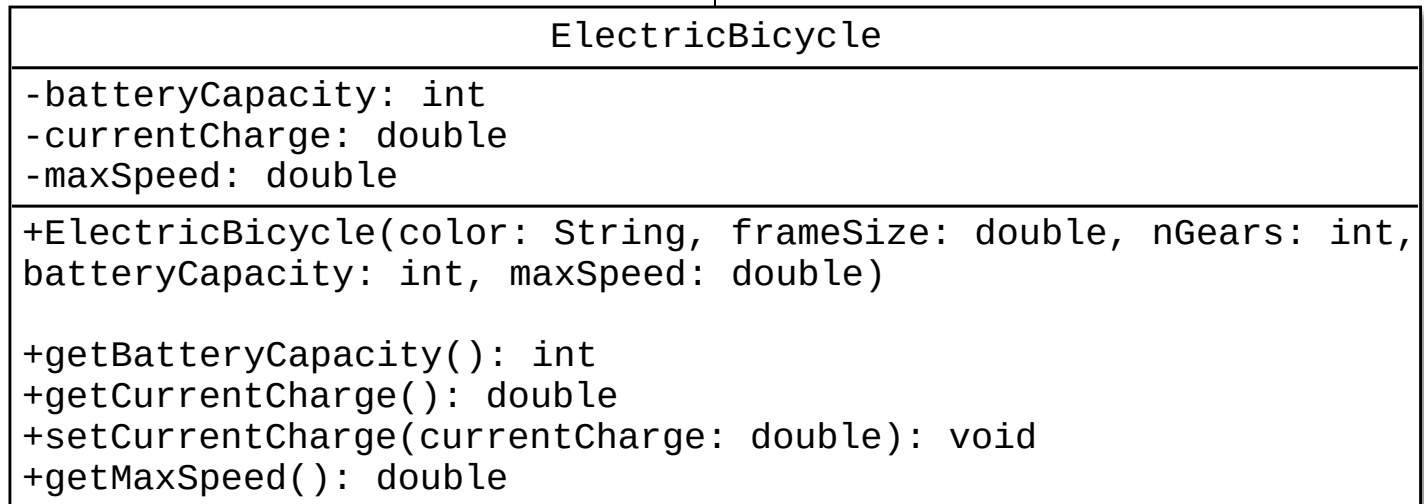 ElectricBicycle
-batteryCapacity: int
-currentCharge: double
-maxSpeed: double
+ElectricBicycle(color: String, frameSize: double, nGears: int,
batteryCapacity: int, maxSpeed: double)
+getBatteryCapacity(): int
+getCurrentCharge(): double
+setCurrentCharge(currentCharge: double): void
+getMaxSpeed(): double